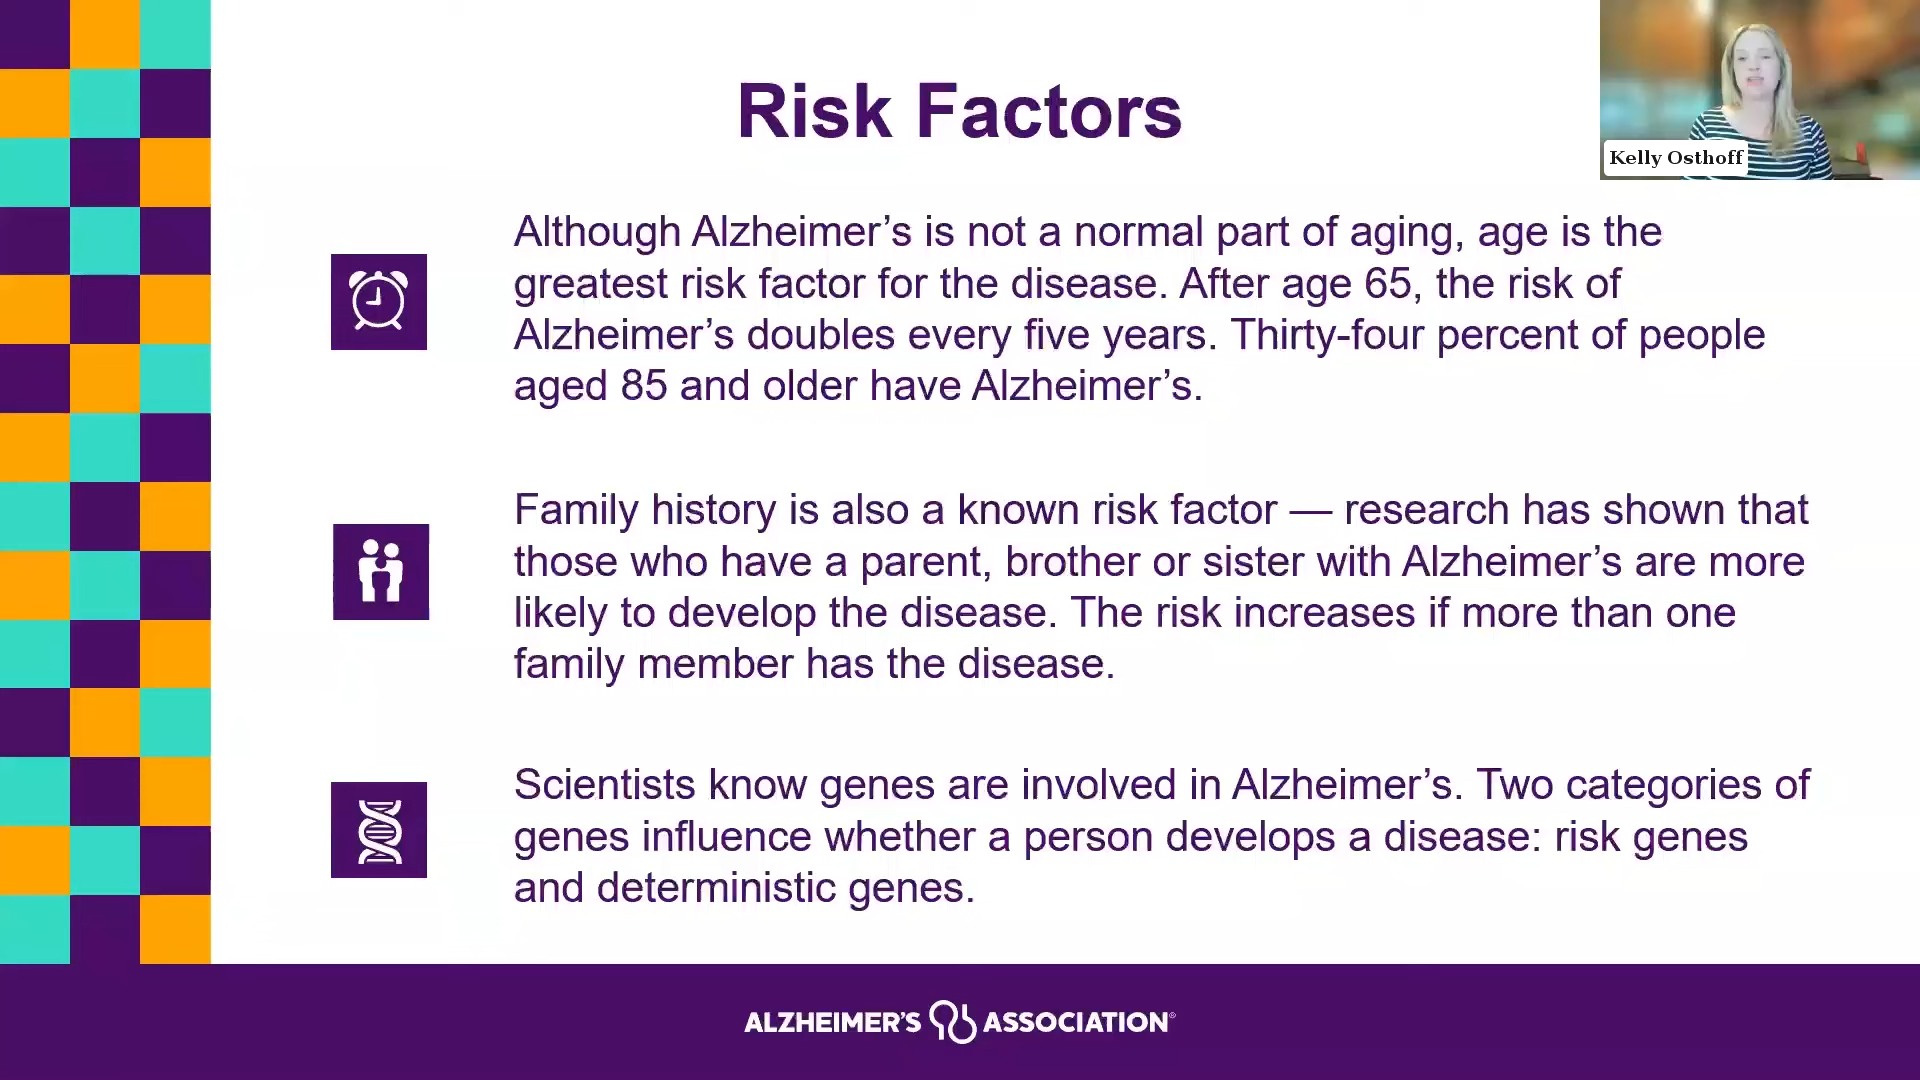 Risk Factors
Kelly Osthoff
Although Alzheimer’s is not a normal part of aging, age is the
greatest risk factor for the disease. After age 65, the risk of
Alzheimer’s doubles every five years. Thirty-four percent of people
aged 85 and older have Alzheimer’s.
Family history is also a known risk factor — research has shown that
those who have a parent, brother or sister with Alzheimer’s are more
likely to develop the disease. The risk increases if more than one
family member has the disease.
Scientists know genes are involved in Alzheimer’s. Two categories of
genes influence whether a person develops a disease: risk genes
and deterministic genes.
ALZHEIMER’S ASSOCIATION®